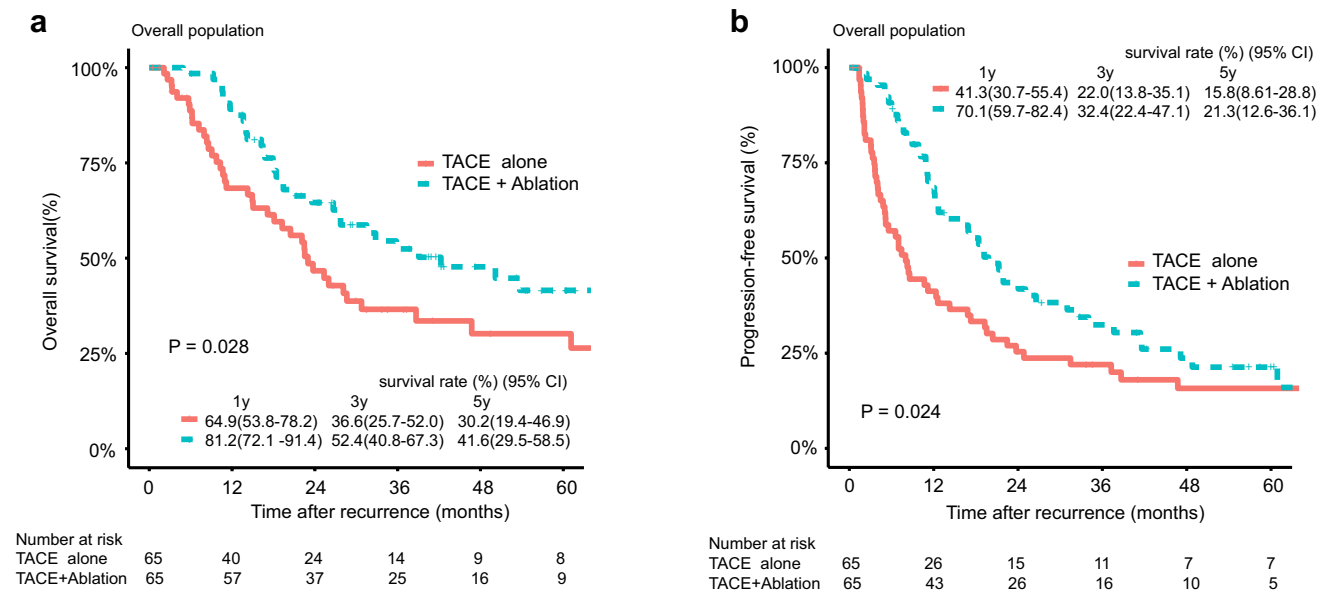 a
Overall population
100%
75%
50%
25%
0%
Overall survival(%)
TACE alone
TACE + Ablation
P = 0.028
survival rate (%) (95% CI)
1y 3y 5y
64.9(53.8-78.2) 36.6(25.7-52.0) 30.2(19.4-46.9)
81.2(72.1 -91.4) 52.4(40.8-67.3) 41.6(29.5-58.5)
0 12 24 36 48 60
Time after recurrence (months)
Number at risk
TACE alone 65 40 24 14 9 8
TACE+Ablation 65 57 37 25 16 9
b
Overall population
survival rate (%) (95% CI)
1y 3y 5y
41.3(30.7-55.4) 22.0(13.8-35.1) 15.8(8.61-28.8)
70.1(59.7-82.4) 32.4(22.4-47.1) 21.3(12.6-36.1)
100%
75%
50%
25%
0%
Progression-free survival (%)
TACE alone
TACE + Ablation
P = 0.024
0 12 24 36 48 60
Time after recurrence (months)
Number at risk
TACE alone 65 26 15 11 7 7
TACE+Ablation 65 43 26 16 10 5